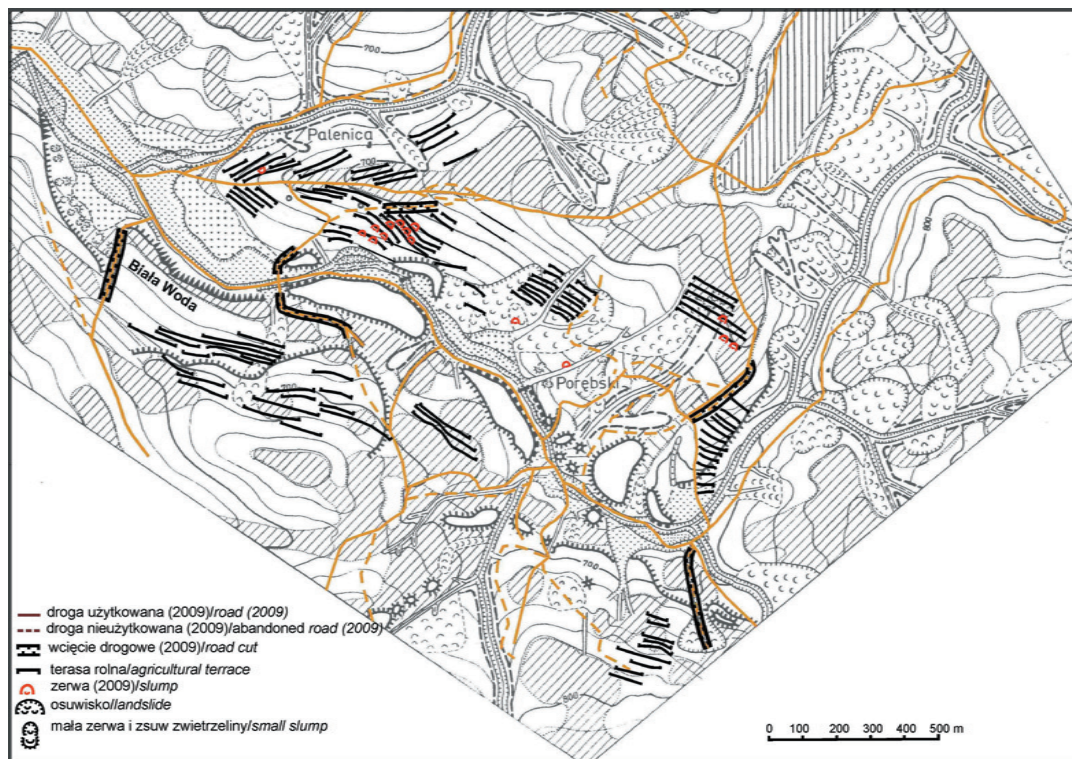 700
Palenica
700
800
Biała Woda
700
Porębski
700
800
droga użytkowana (2009)/road (2009)
droga nieużytkowana (2009)/abandoned road (2009)
wcięcie drogowe (2009)/road cut
terasa rolna/agricultural terrace
zerwa (2009)/slump
osuwisko/landslide
mała zerwa i zsuw zwietrzeliny/small slump
0 100 200 300 400 500 m